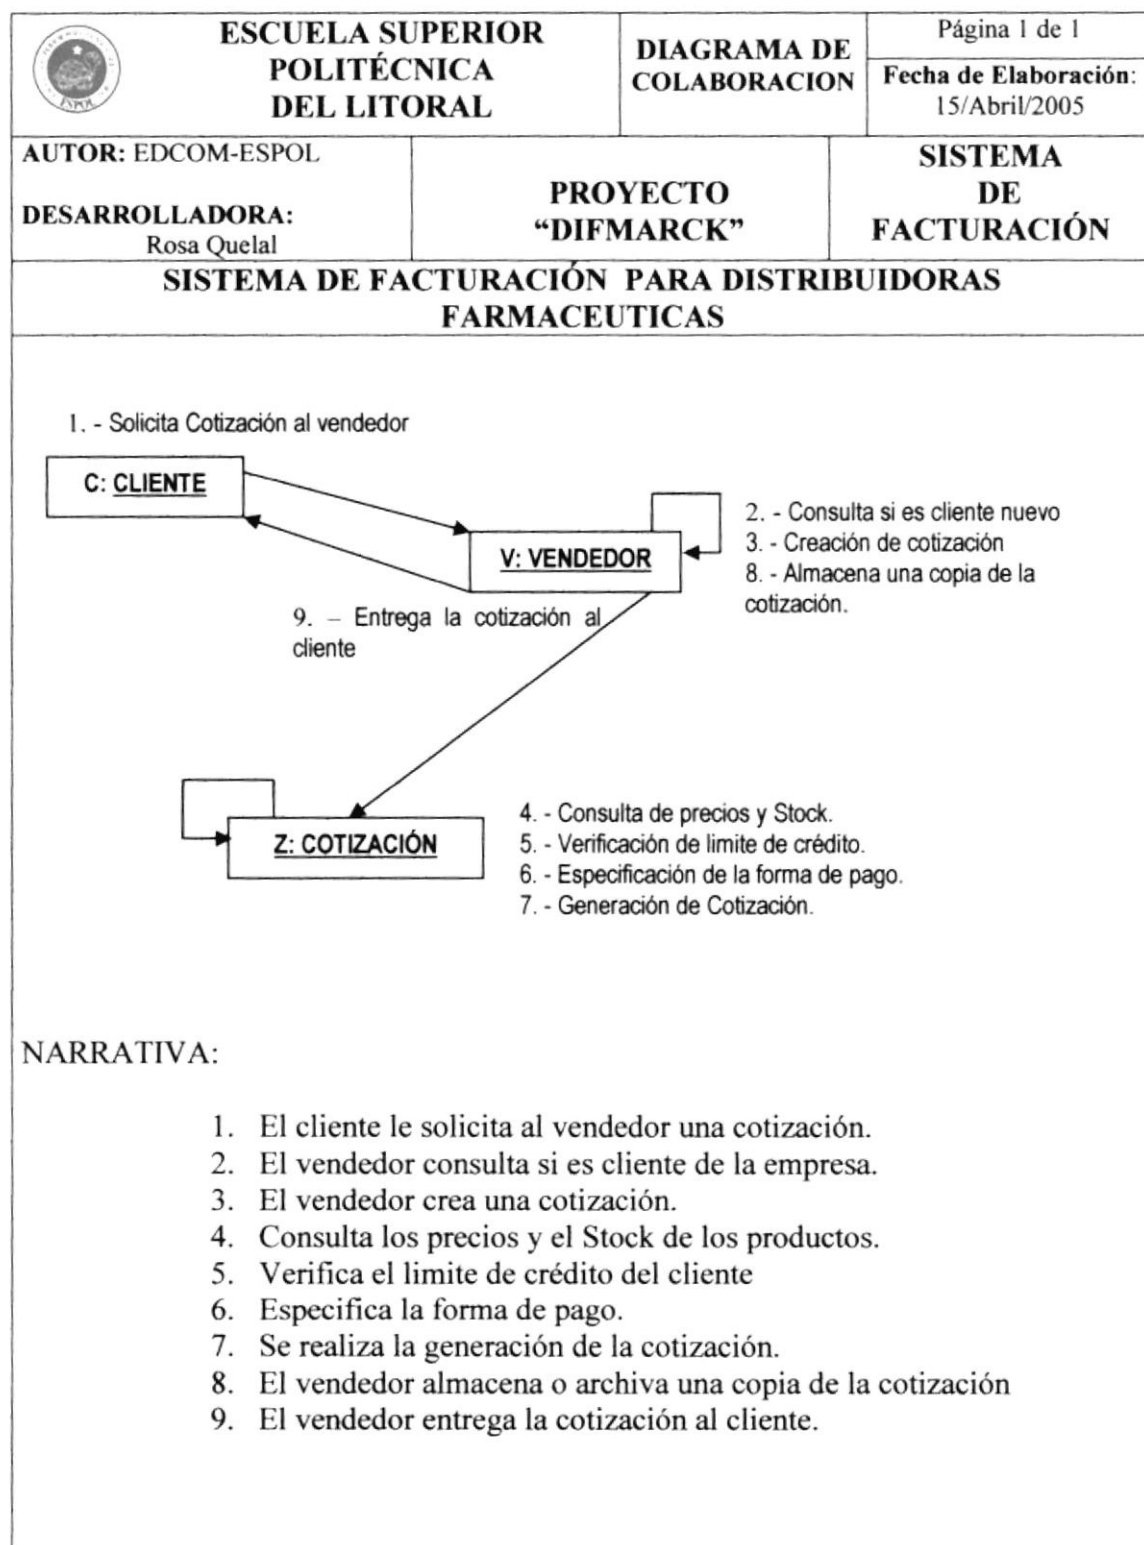 ESCUELA SUPERIOR
POLITÉCNICA
DEL LITORAL
DIAGRAMA DE
COLABORACION
Página 1 de 1
Fecha de Elaboración:
15/Abril/2005
ESPOL
AUTOR: EDCOM-ESPOL
DESARROLLADORA:
Rosa Quelal
PROYECTO
“DIFMARCK”
SISTEMA
DE
FACTURACIÓN
SISTEMA DE FACTURACIÓN PARA DISTRIBUIDORAS
FARMACEUTICAS
1. - Solicita Cotización al vendedor
C: CLIENTE
V: VENDEDOR
2. - Consulta si es cliente nuevo
3. - Creación de cotización
8. - Almacena una copia de la
cotización.
9. – Entrega la cotización al
cliente
Z: COTIZACIÓN
4. - Consulta de precios y Stock.
5. - Verificación de limite de crédito.
6. - Especificación de la forma de pago.
7. - Generación de Cotización.
NARRATIVA:
1. El cliente le solicita al vendedor una cotización.
2. El vendedor consulta si es cliente de la empresa.
3. El vendedor crea una cotización.
4. Consulta los precios y el Stock de los productos.
5. Verifica el limite de crédito del cliente
6. Especifica la forma de pago.
7. Se realiza la generación de la cotización.
8. El vendedor almacena o archiva una copia de la cotización
9. El vendedor entrega la cotización al cliente.